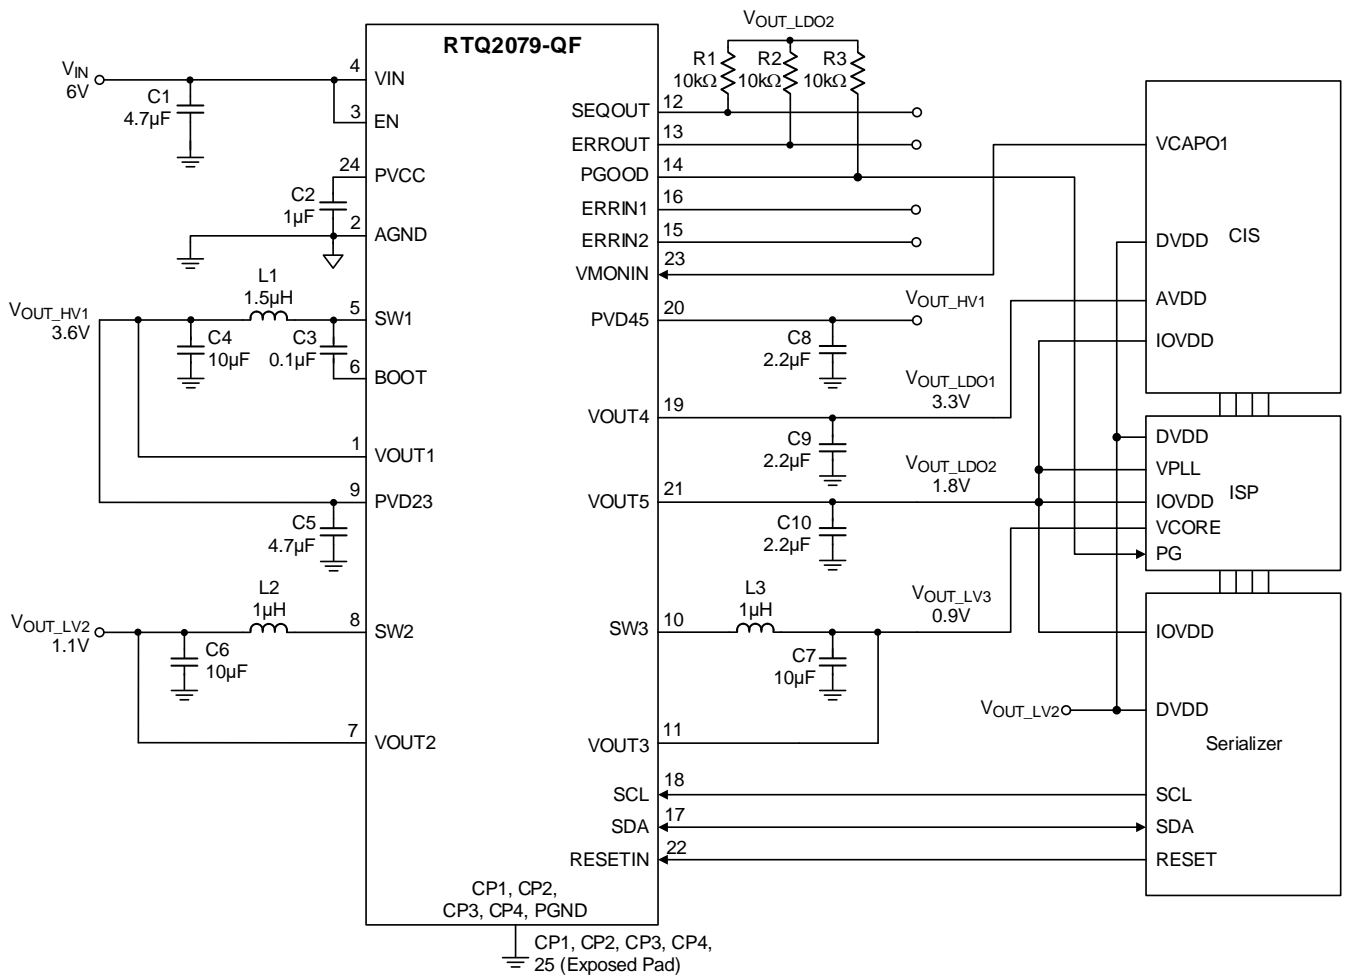 RTQ2079-QF
VIN
6V
C1
4.7µF
4
VIN
3
EN
24
PVCC
C2
1µF
2
AGND
L1
1.5µH
VOUT_HV1
3.6V
C4
10µF
C3
0.1µF
5
SW1
6
BOOT
1
VOUT1
9
PVD23
C5
4.7µF
L2
1µH
VOUT_LV2
1.1V
C6
10µF
8
SW2
7
VOUT2
CP1, CP2,
CP3, CP4, PGND
CP1, CP2, CP3, CP4,
25 (Exposed Pad)
VOUT_LDO2
R1
10kΩ
R2
10kΩ
R3
10kΩ
SEQOUT
12
ERROUT
13
PGOOD
14
ERRIN1
16
ERRIN2
15
VMONIN
23
PVD45
20
VOUT_HV1
C8
2.2µF
VOUT4
19
VOUT_LDO1
3.3V
C9
2.2µF
VOUT5
21
VOUT_LDO2
1.8V
C10
2.2µF
SW3
10
L3
1µH
VOUT_LV3
0.9V
C7
10µF
VOUT3
11
SCL
18
SDA
17
RESETIN
22
VCAPO1
DVDD
CIS
AVDD
IOVDD
DVDD
VPLL
IOVDD
ISP
VCORE
PG
IOVDD
VOUT_LV2
DVDD
Serializer
SCL
SDA
RESET